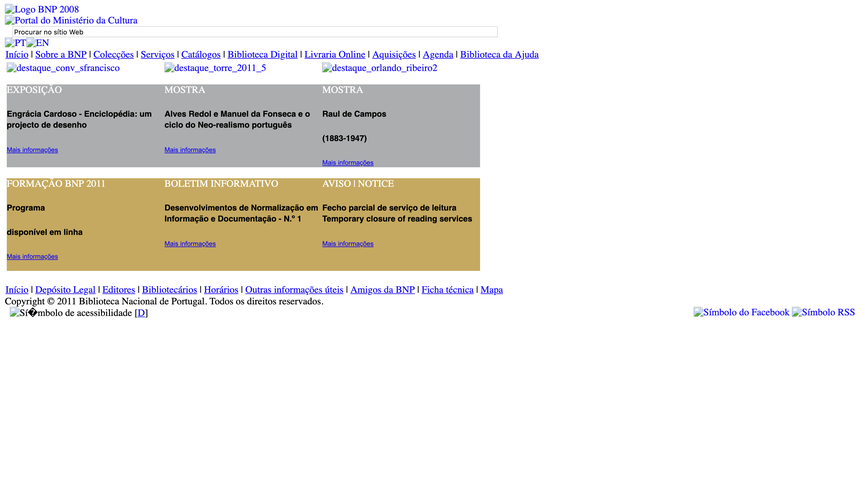 Logo BNP 2008
Portal do Ministério da Cultura
Procurar no sítio Web
PT EN
Início | Sobre a BNP | Colecções | Serviços | Catálogos | Biblioteca Digital | Livraria Online | Aquisições | Agenda | Biblioteca da Ajuda
destaque_conv_sfrancisco
destaque_torre_2011_5
destaque_orlando_ribeiro2
EXPOSIÇÃO
Engrácia Cardoso - Enciclopédia: um
projecto de desenho
Mais informações
MOSTRA
Alves Redol e Manuel da Fonseca e o
ciclo do Neo-realismo português
Mais informações
MOSTRA
Raul de Campos
(1883-1947)
Mais informações
FORMAÇÃO BNP 2011
Programa
disponível em linha
Mais informações
BOLETIM INFORMATIVO
Desenvolvimentos de Normalização em
Informação e Documentação - N.º 1
Mais informações
AVISO | NOTICE
Fecho parcial de serviço de leitura
Temporary closure of reading services
Mais informações
Início | Depósito Legal | Editores | Bibliotecários | Horários | Outras informações úteis | Amigos da BNP | Ficha técnica | Mapa
Copyright © 2011 Biblioteca Nacional de Portugal. Todos os direitos reservados.
Sí�mbolo de acessibilidade [D]
Símbolo do Facebook Símbolo RSS